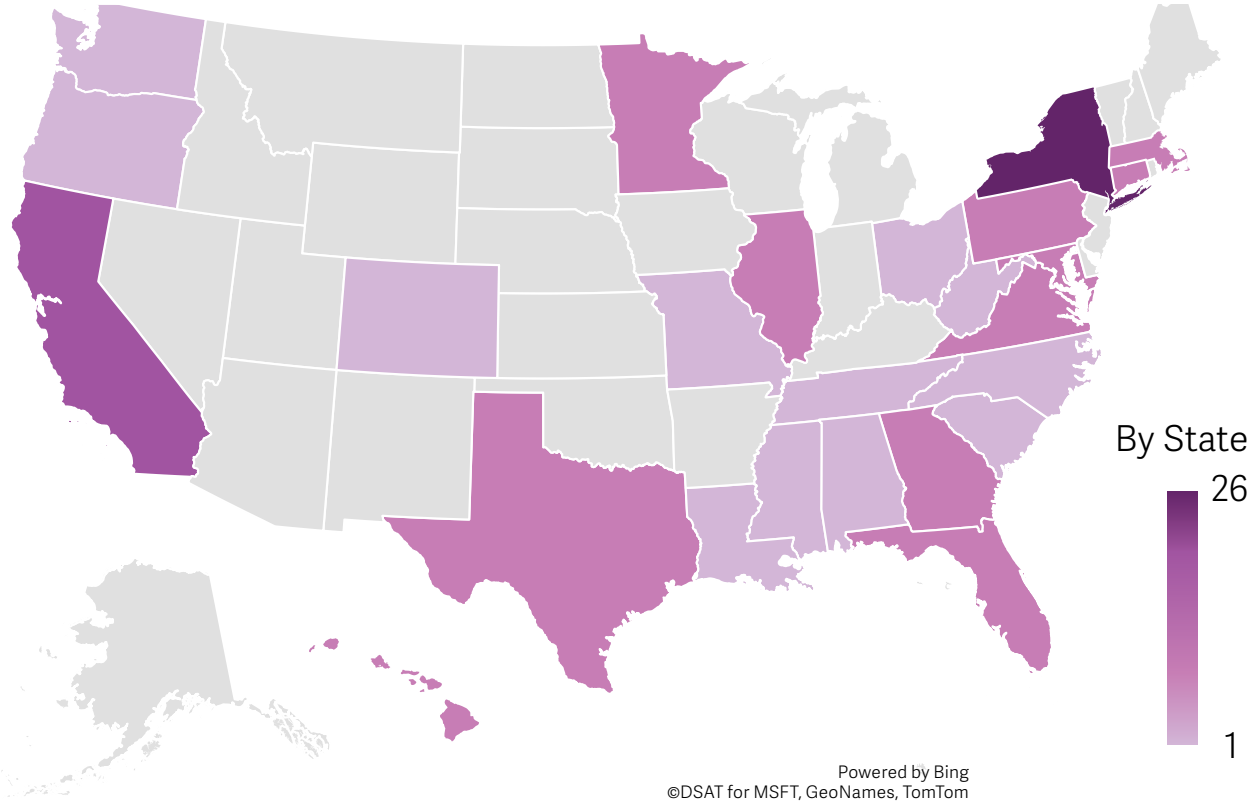 By State
26
1
Powered by Bing
©DSAT for MSFT, GeoNames, TomTom